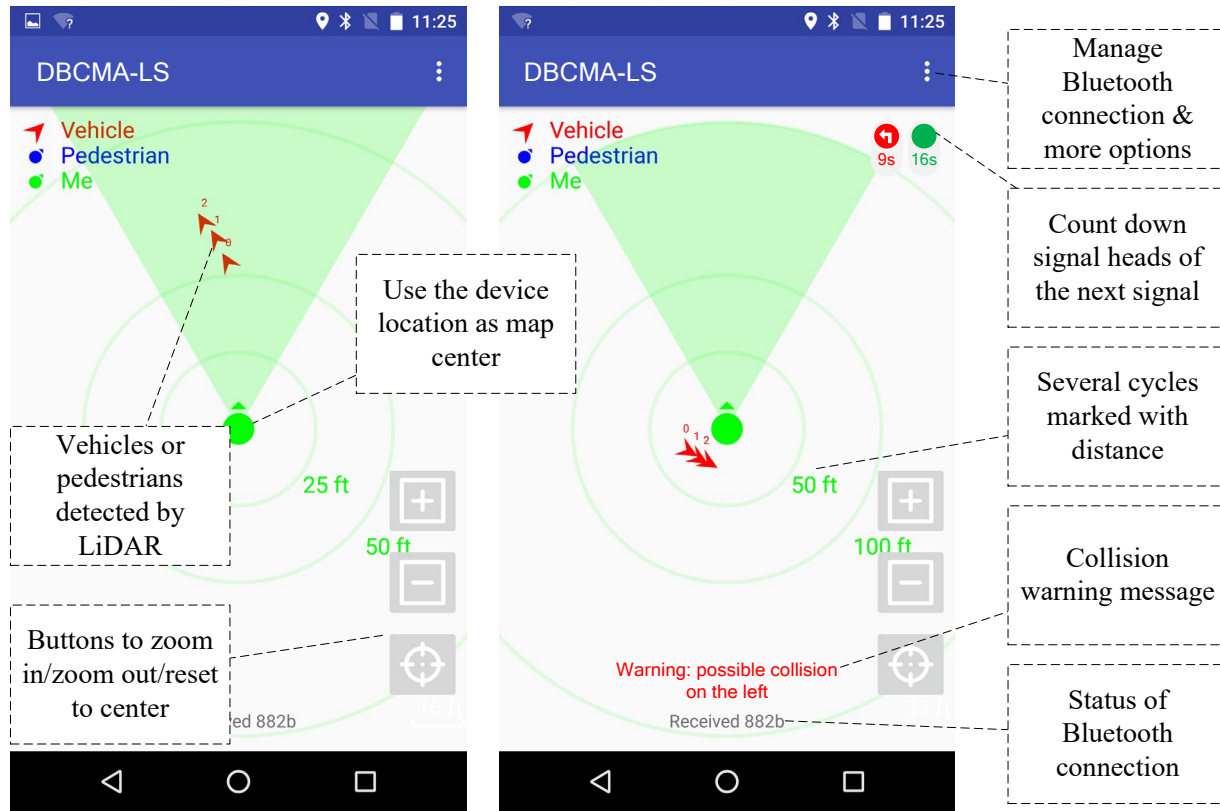 ?
11:25
DBCMA-LS
Vehicle
Pedestrian
Me
2
1
0
25 ft
50 ft
ed 882b
16 ft
Vehicles or
pedestrians
detected by
LiDAR
Buttons to zoom
in/zoom out/reset
to center
Use the device
location as map
center
?
11:25
DBCMA-LS
Vehicle
Pedestrian
Me
9s
16s
0
1
2
50 ft
100 ft
Warning: possible collision
on the left
Received 882b
33 ft
Manage
Bluetooth
connection &
more options
Count down
signal heads of
the next signal
Several cycles
marked with
distance
Collision
warning message
Status of
Bluetooth
connection